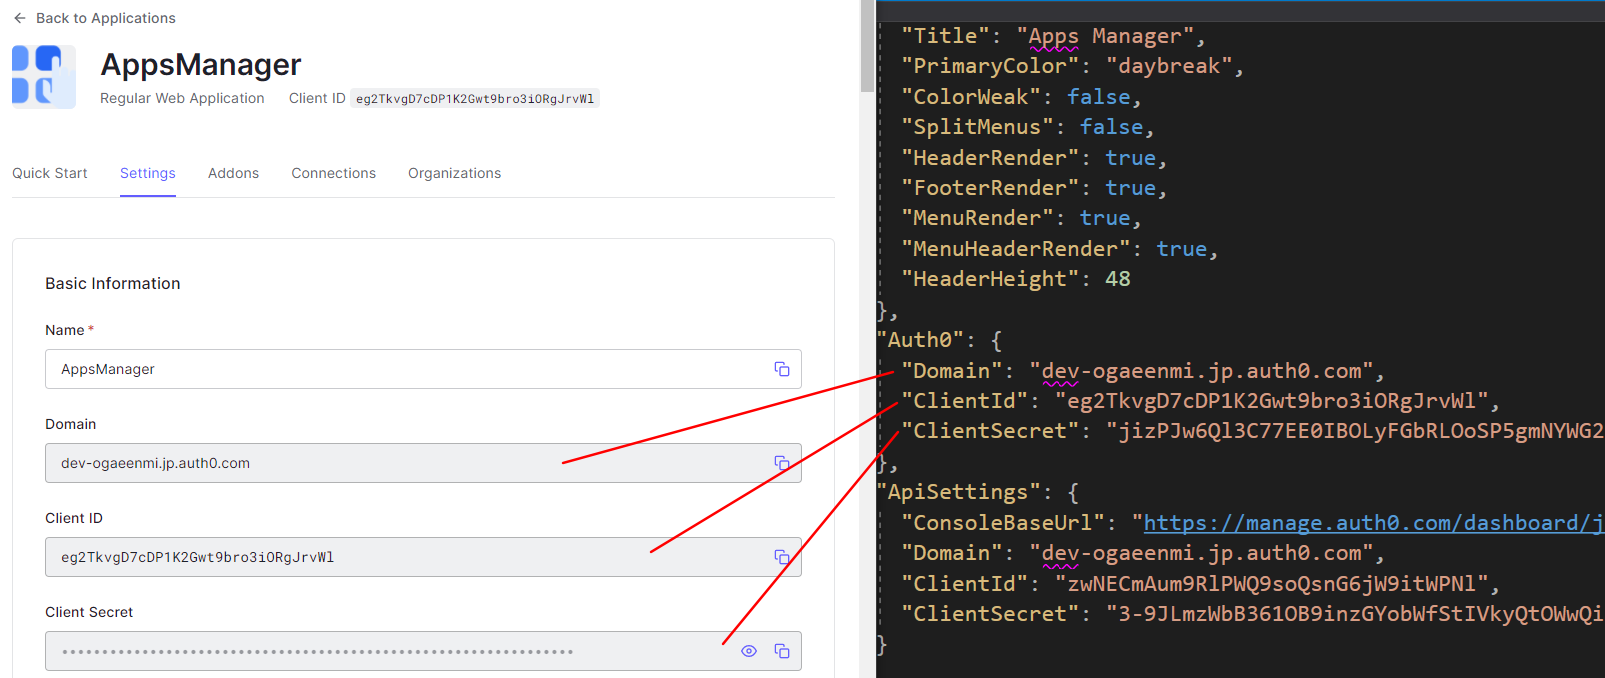 Back to Applications
AppsManager
Regular Web Application Client ID eg2TkvgD7cDP1K2Gwt9bro3iORgJrvWl
Quick Start Settings Addons Connections Organizations
Basic Information
Name *
AppsManager
Domain
dev-ogaeenmi.jp.auth0.com
Client ID
eg2TkvgD7cDP1K2Gwt9bro3iORgJrvWl
Client Secret
"Title": "Apps Manager",
"PrimaryColor": "daybreak",
"ColorWeak": false,
"SplitMenus": false,
"HeaderRender": true,
"FooterRender": true,
"MenuRender": true,
"MenuHeaderRender": true,
"HeaderHeight": 48
},
"Auth0": {
"Domain": "dev-ogaeenmi.jp.auth0.com",
"ClientId": "eg2TkvgD7cDP1K2Gwt9bro3iORgJrvWl",
"ClientSecret": "jizPJw6Ql3C77EE0IBOLyFGbRLOoSP5gmNYWG2
},
"ApiSettings": {
"ConsoleBaseUrl": "https://manage.auth0.com/dashboard/j
"Domain": "dev-ogaeenmi.jp.auth0.com",
"ClientId": "zwNECmAum9RlPWQ9soQsnG6jW9itWPNl",
"ClientSecret": "3-9JLmzWbB361OB9inzGYobWfStIVkyQtOWwQi
}